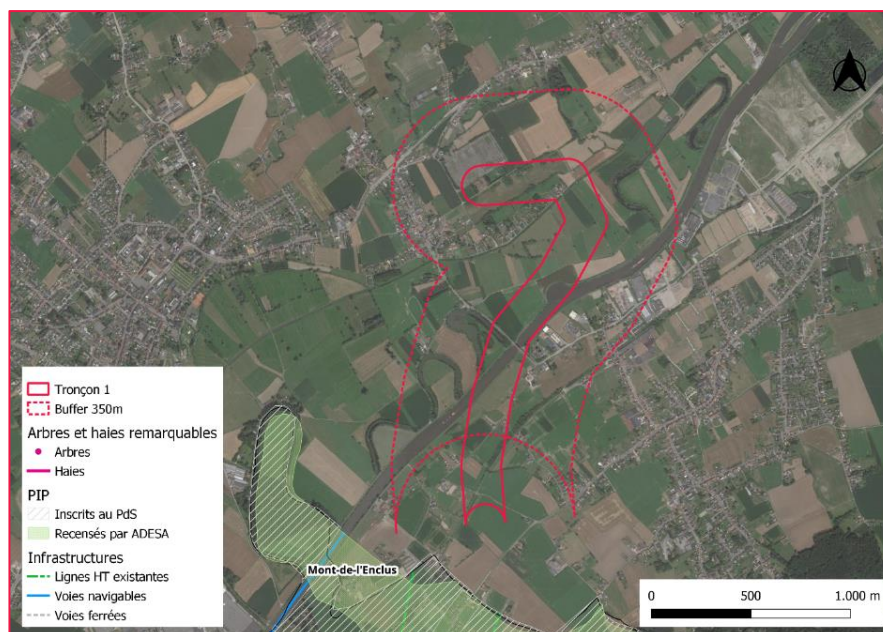 Tronçon 1
Buffer 350m
Arbres et haies remarquables
Arbres
Haies
PIP
Inscrits au PdS
Recensés par ADESA
Infrastructures
Lignes HT existantes
Voies navigables
Voies ferrées
Mont-de-l'Enclus
0 500 1.000 m